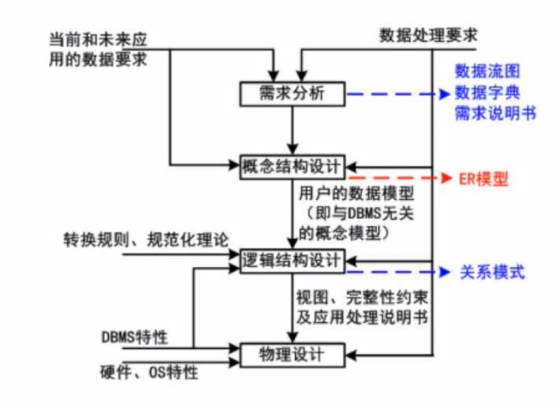 当前和未来应
用的数据要求
数据处理要求
需求分析
数据流图
数据字典
需求说明书
概念结构设计
ER模型
用户的数据模型
（即与DBMS无关
的概念模型）
转换规则、规范化理论
逻辑结构设计
关系模式
视图、完整性约束
及应用处理说明书
DBMS特性
物理设计
硬件、OS特性